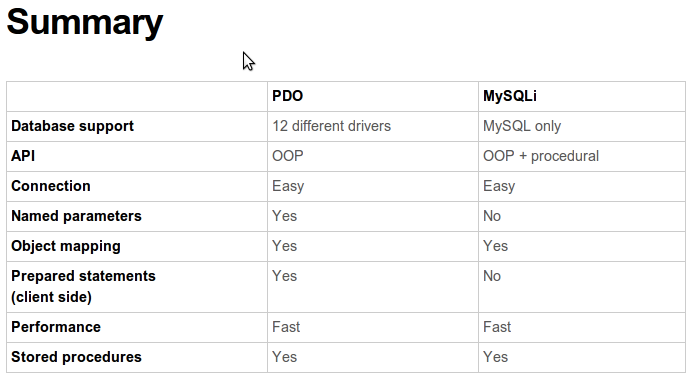 Summary
PDO MySQLi
Database support 12 different drivers MySQL only
API OOP OOP + procedural
Connection Easy Easy
Named parameters Yes No
Object mapping Yes Yes
Prepared statements Yes No
(client side)
Performance Fast Fast
Stored procedures Yes Yes